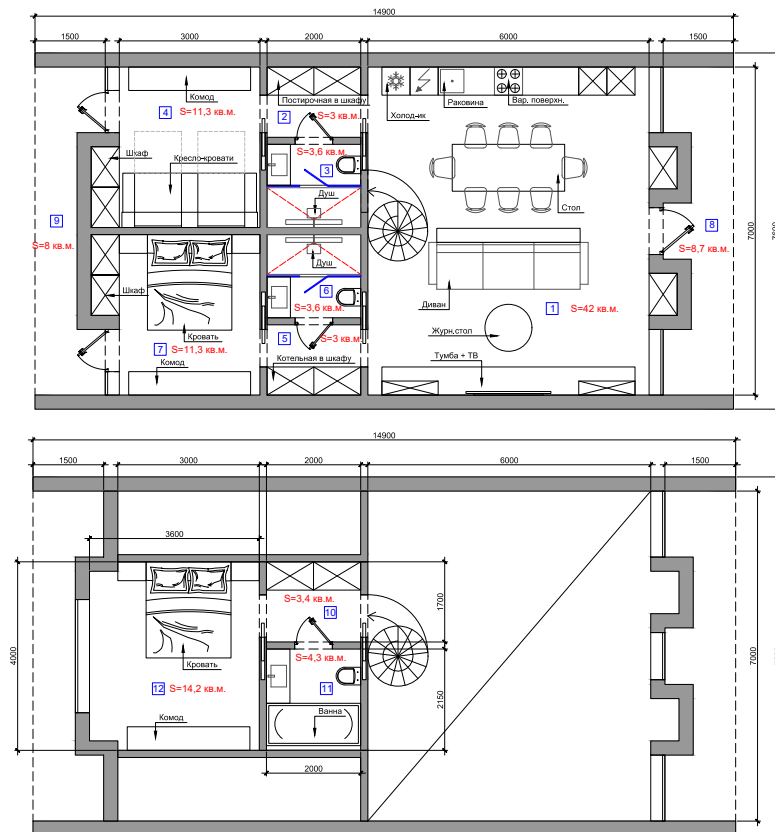 14900
1500
3000
2000
6000
1500
Комод
4
S=11,3 кв.м.
Постирочная в шкафу
2
S=3 кв.м.
Холод-ик
Раковина
Вар. поверхн.
Шкаф
Кресло-кровати
S=3,6 кв.м.
3
Душ
Стол
9
S=8 кв.м.
8
S=8,7 кв.м.
7000
Душ
Шкаф
6
S=3,6 кв.м.
Диван
1
S=42 кв.м.
Кровать
7
S=11,3 кв.м.
5
S=3 кв.м.
Журн.стол
Комод
Котельная в шкафу
Тумба + ТВ
14900
1500
3000
2000
6000
1500
3600
S=3,4 кв.м.
10
1700
4000
Кровать
S=4,3 кв.м.
7000
12
S=14,2 кв.м.
11
2150
Комод
Ванна
2000